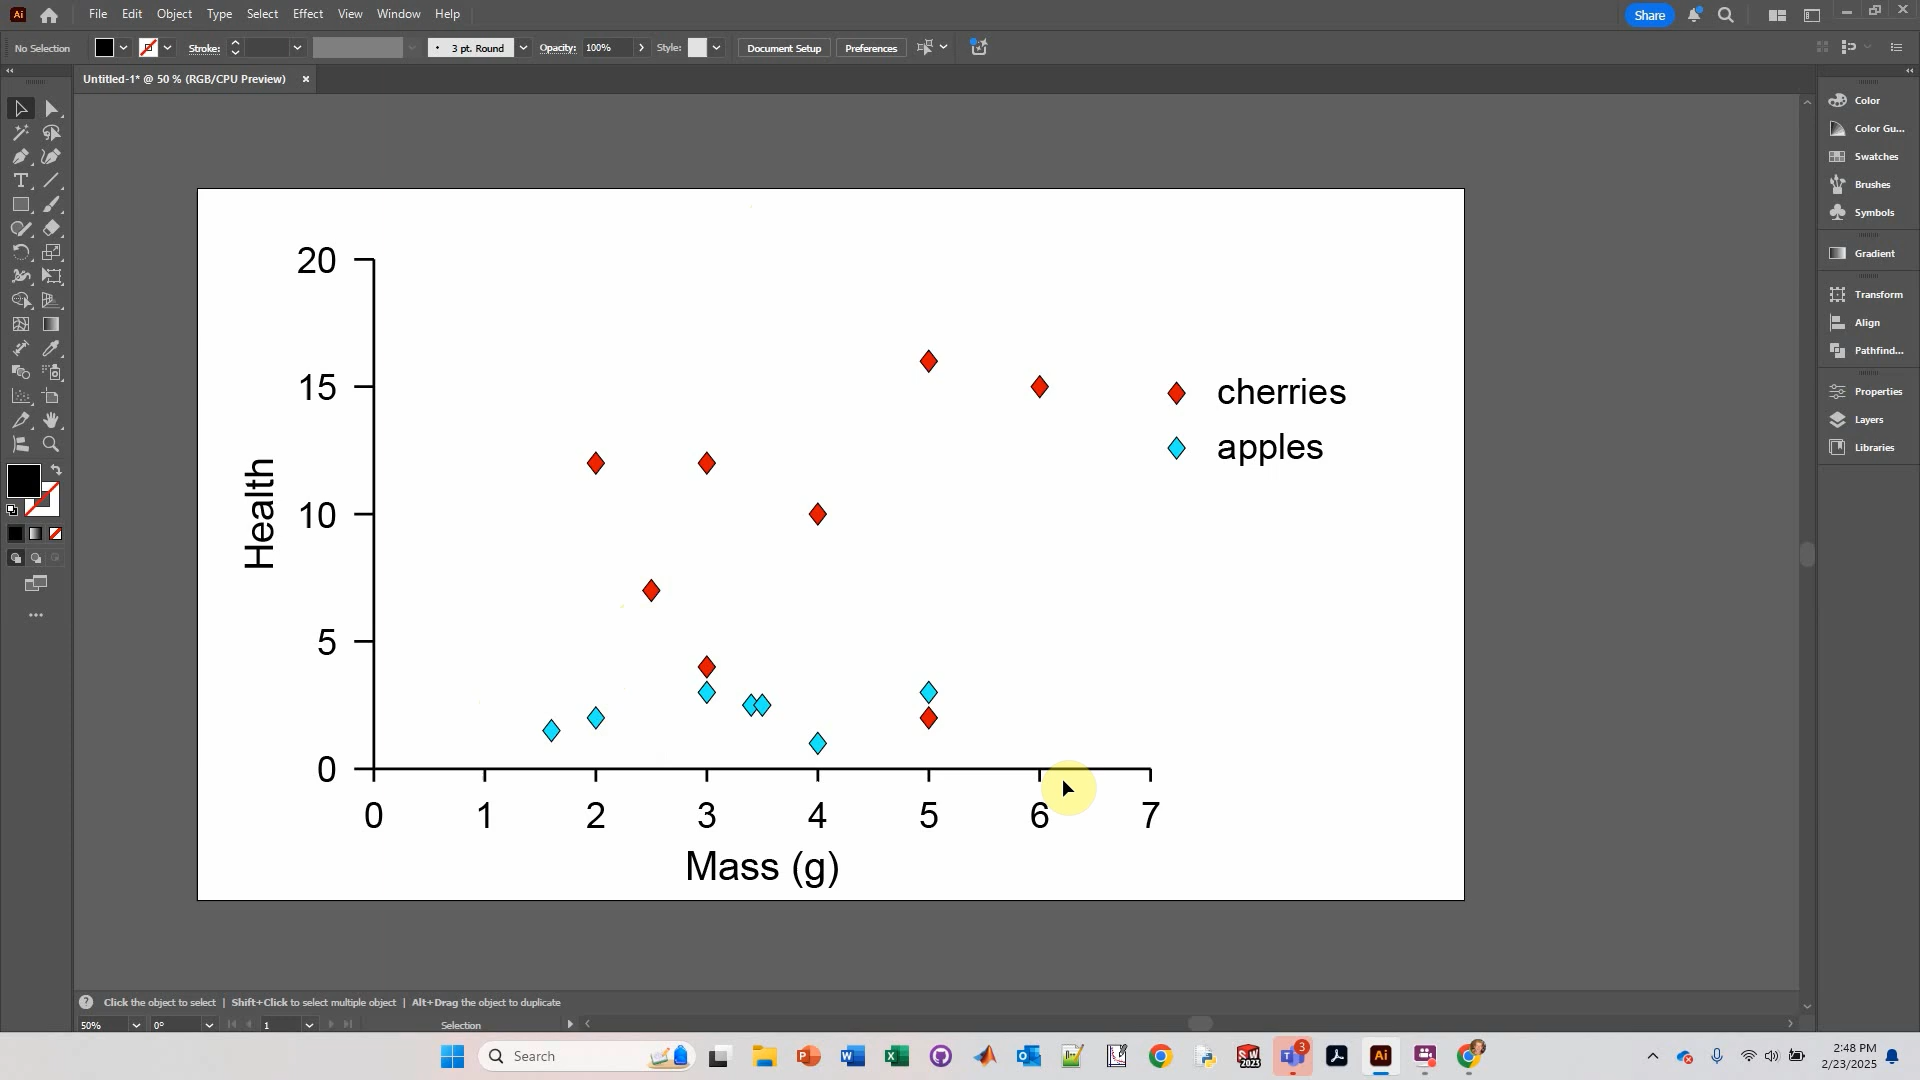 Ai File Edit Object Type Select Effect View Window Help Share
No Selection Stroke: 3 pt. Round Opacity: 100% Style: Document Setup Preferences
Untitled-1* @ 50 % (RGB/CPU Preview) ×
Color
Color Gu...
Swatches
Brushes
Symbols
Gradient
Transform
Align
Pathfind...
Properties
Layers
Libraries
20
15
10
5
0
Health
0 1 2 3 4 5 6 7
Mass (g)
cherries
apples
? Click the object to select | Shift+Click to select multiple object | Alt+Drag the object to duplicate
50% 0° 1 Selection
Search
3
2:48 PM
2/23/2025